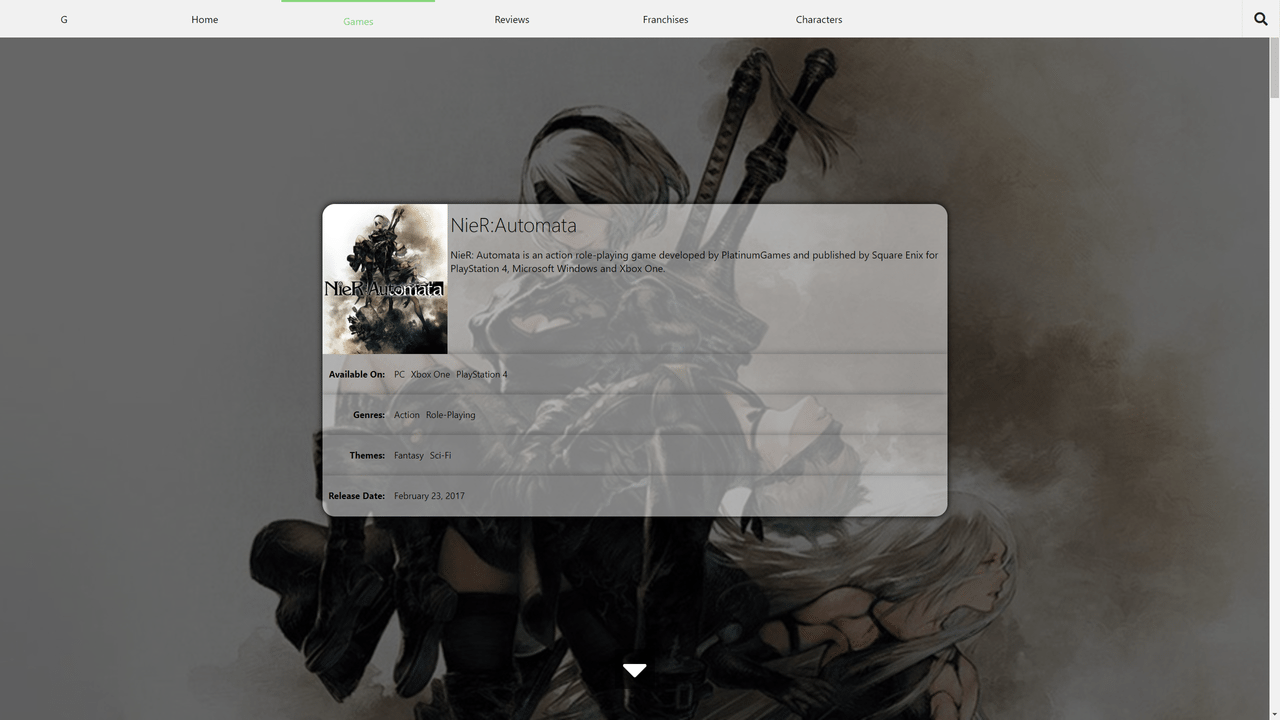 G Home Games Reviews Franchises Characters
NieR:Automata
NieR: Automata is an action role-playing game developed by PlatinumGames and published by Square Enix for
PlayStation 4, Microsoft Windows and Xbox One.
NieR:Automata
Available On: PC Xbox One PlayStation 4
Genres: Action Role-Playing
Themes: Fantasy Sci-Fi
Release Date: February 23, 2017